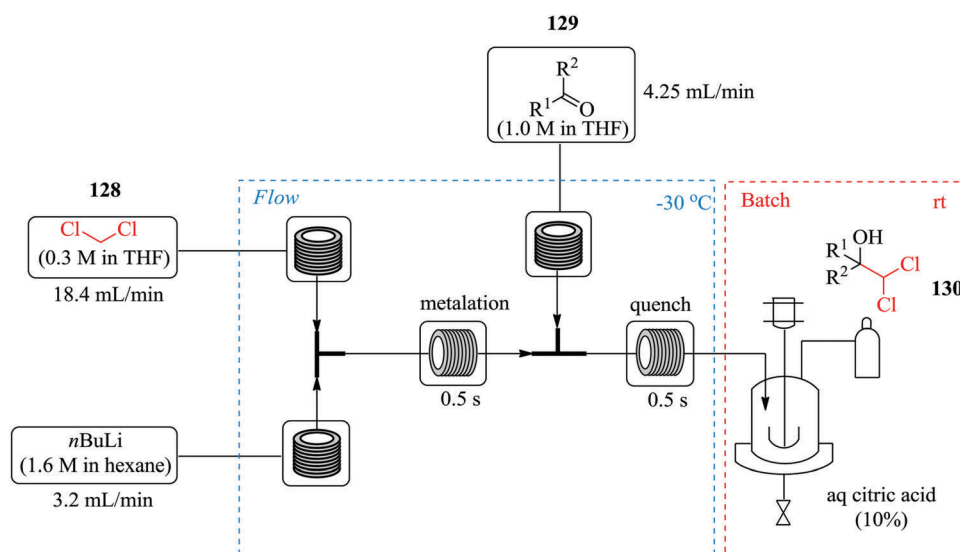 129
R2
R1
O
(1.0 M in THF)
4.25 mL/min
128
Cl
Cl
(0.3 M in THF)
18.4 mL/min
Flow
-30 °C
Batch
rt
OH
R1
R2
Cl
Cl
130
metalation
0.5 s
quench
0.5 s
nBuLi
(1.6 M in hexane)
3.2 mL/min
aq citric acid
(10%)